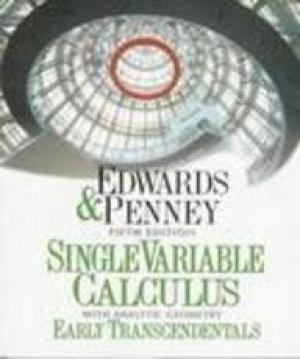 EDWARDS
& PENNEY
FIFTH EDITION
SINGLE VARIABLE
CALCULUS
WITH ANALYTIC GEOMETRY
EARLY TRANSCENDENTALS